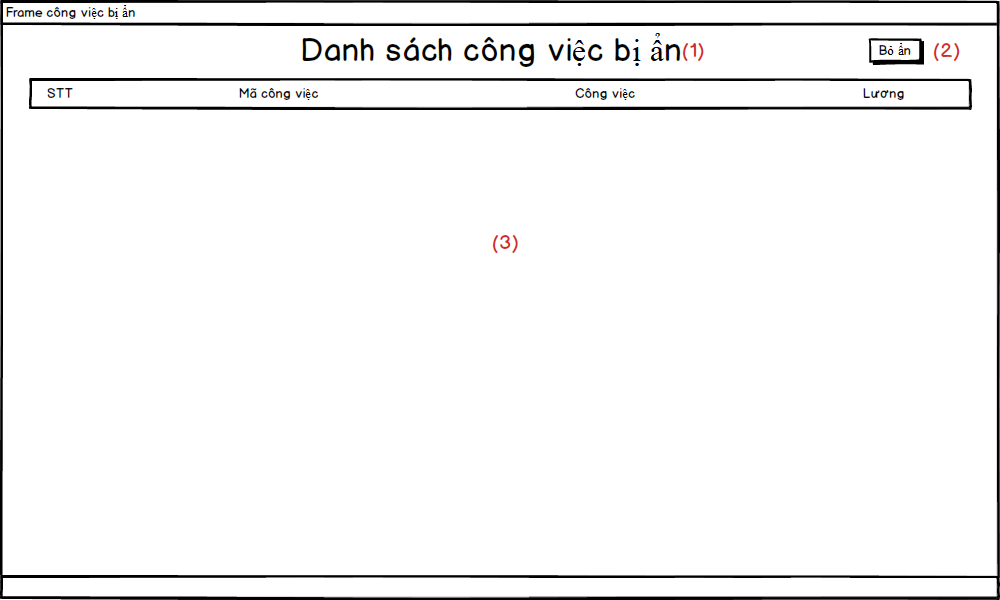 Frame công việc bị ẩn
Danh sách công việc bị ẩn(1)
Bỏ ẩn (2)
STT Mã công việc Công việc Lương
(3)